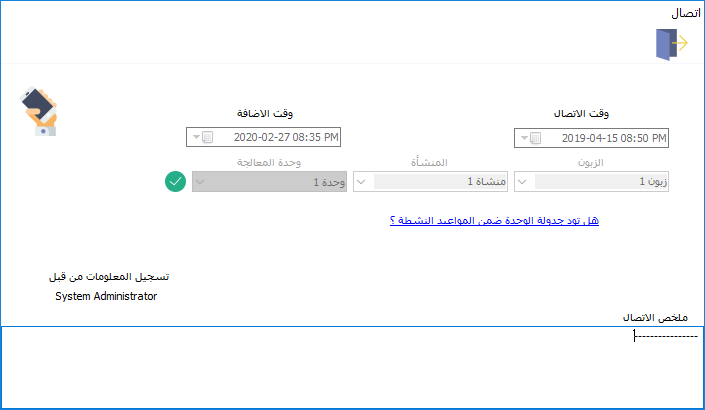 اتصال
وقت الاتصال
وقت الاضافة
2019-04-15 08:50 PM
2020-02-27 08:35 PM
الزبون
المنشأة
وحدة المعالجة
زبون 1
منشاة 1
وحدة 1
هل تود جدولة الوحدة ضمن المواعيد النشطة ؟
تسجيل المعلومات من قبل
System Administrator
ملخص الاتصال
----------------1